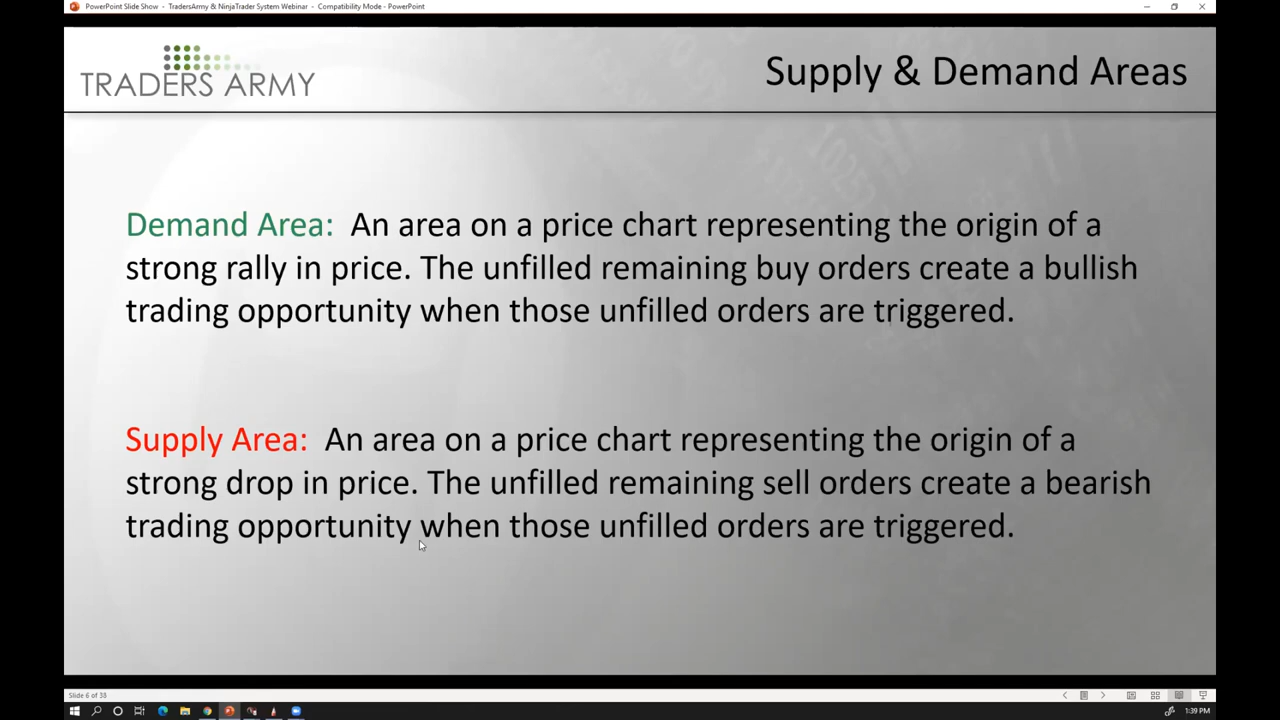 PowerPoint Slide Show - TradersArmy & NinjaTrader System Webinar - Compatibility Mode - PowerPoint
TRADERS ARMY
Supply & Demand Areas
Demand Area: An area on a price chart representing the origin of a
strong rally in price. The unfilled remaining buy orders create a bullish
trading opportunity when those unfilled orders are triggered.
Supply Area: An area on a price chart representing the origin of a
strong drop in price. The unfilled remaining sell orders create a bearish
trading opportunity when those unfilled orders are triggered.
Slide 6 of 38
1:39 PM